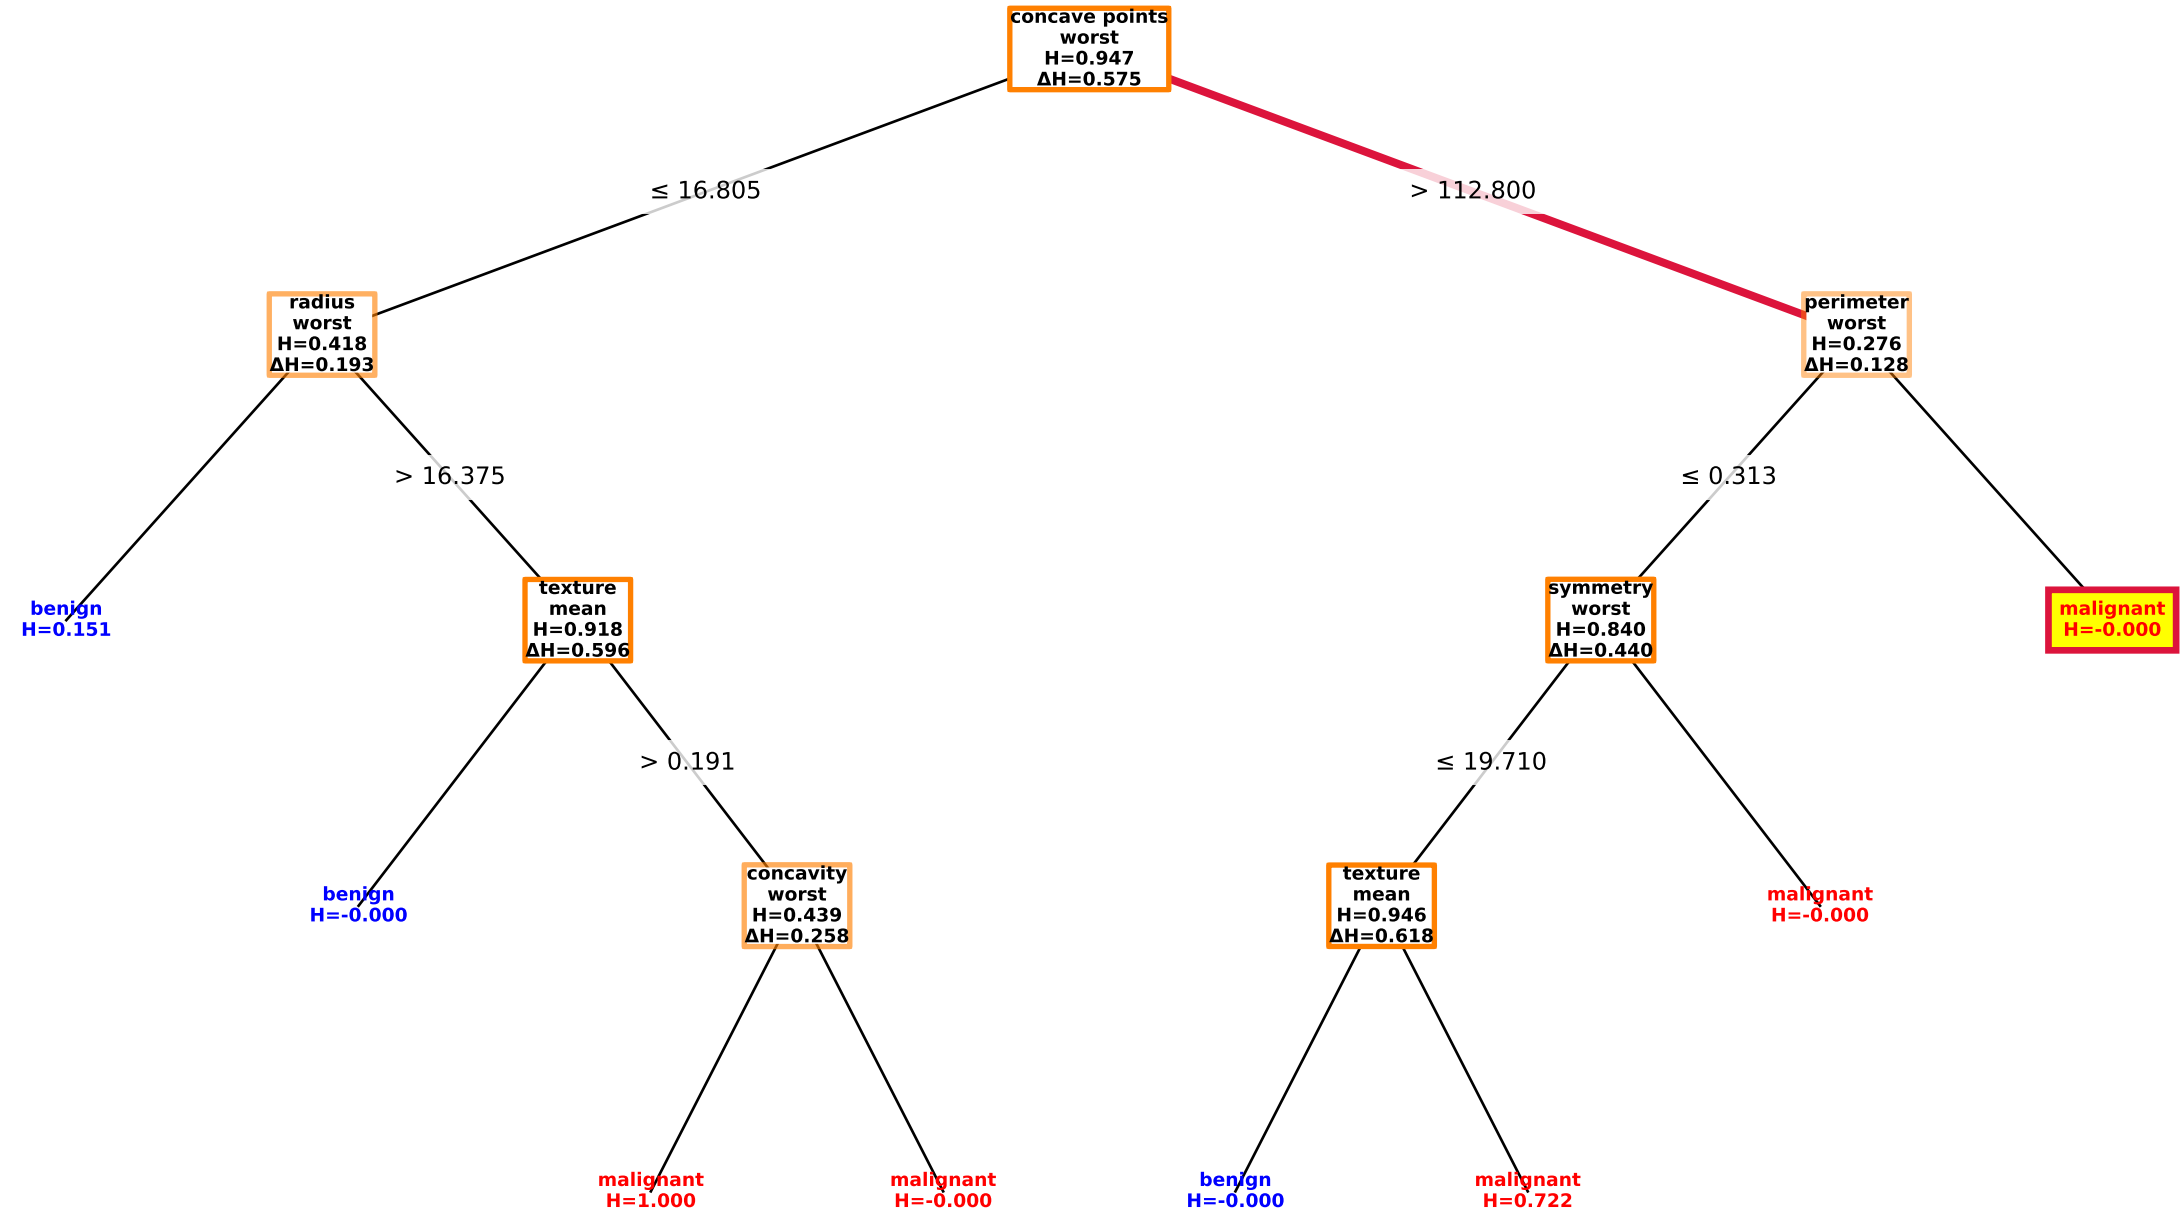 concave points
worst
H=0.947
ΔH=0.575
≤ 16.805
> 112.800
radius
worst
H=0.418
ΔH=0.193
perimeter
worst
H=0.276
ΔH=0.128
> 16.375
≤ 0.313
benign
H=0.151
texture
mean
H=0.918
ΔH=0.596
symmetry
worst
H=0.840
ΔH=0.440
malignant
H=-0.000
> 0.191
≤ 19.710
benign
H=-0.000
concavity
worst
H=0.439
ΔH=0.258
texture
mean
H=0.946
ΔH=0.618
malignant
H=-0.000
malignant
H=1.000
malignant
H=-0.000
benign
H=-0.000
malignant
H=0.722